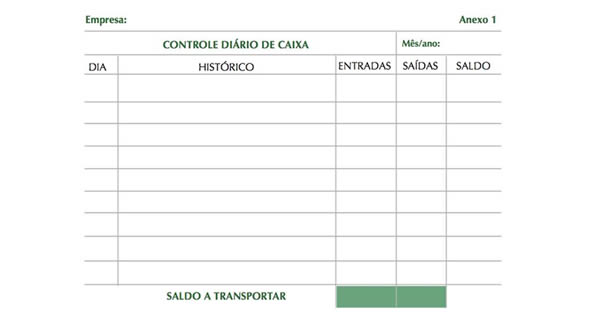 Empresa: Anexo 1
CONTROLE DIÁRIO DE CAIXA Mês/ano:
DIA HISTÓRICO ENTRADAS SAÍDAS SALDO
SALDO A TRANSPORTAR